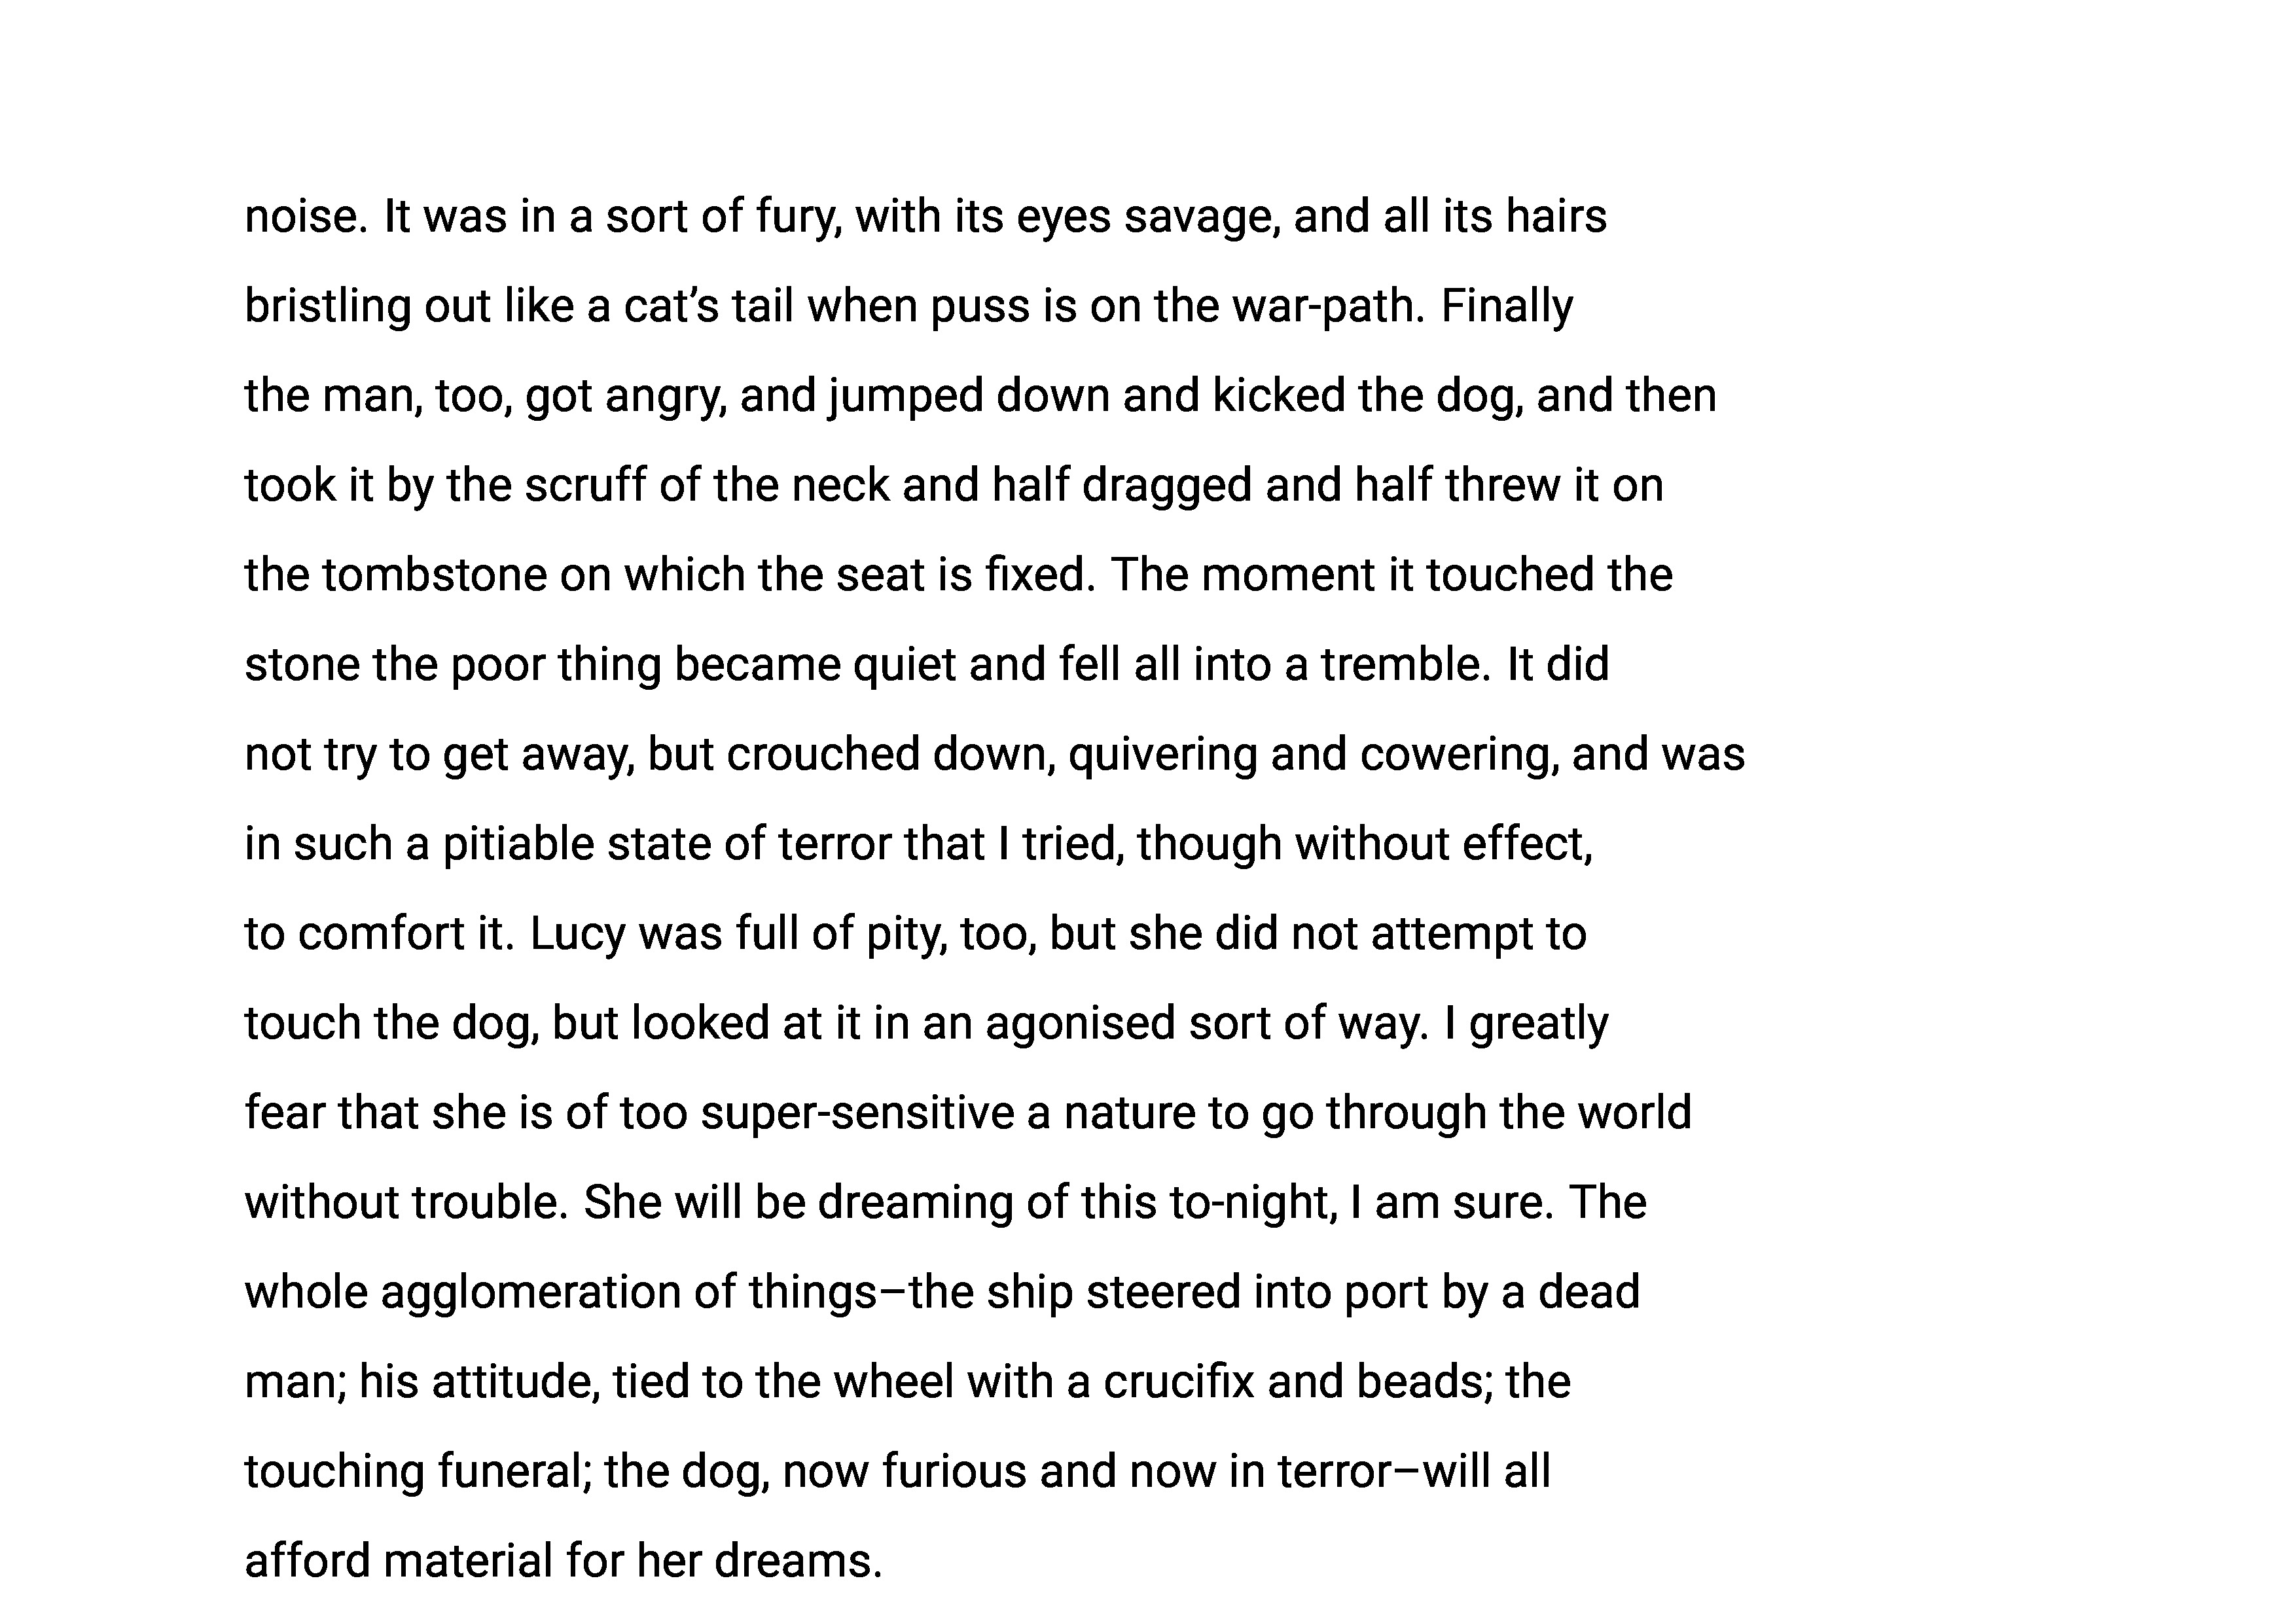 noise. It was in a sort of fury, with its eyes savage, and all its hairs
bristling out like a cat’s tail when puss is on the war-path. Finally
the man, too, got angry, and jumped down and kicked the dog, and then
took it by the scruff of the neck and half dragged and half threw it on
the tombstone on which the seat is fixed. The moment it touched the
stone the poor thing became quiet and fell all into a tremble. It did
not try to get away, but crouched down, quivering and cowering, and was
in such a pitiable state of terror that I tried, though without effect,
to comfort it. Lucy was full of pity, too, but she did not attempt to
touch the dog, but looked at it in an agonised sort of way. I greatly
fear that she is of too super-sensitive a nature to go through the world
without trouble. She will be dreaming of this to-night, I am sure. The
whole agglomeration of things–the ship steered into port by a dead
man; his attitude, tied to the wheel with a crucifix and beads; the
touching funeral; the dog, now furious and now in terror–will all
afford material for her dreams.